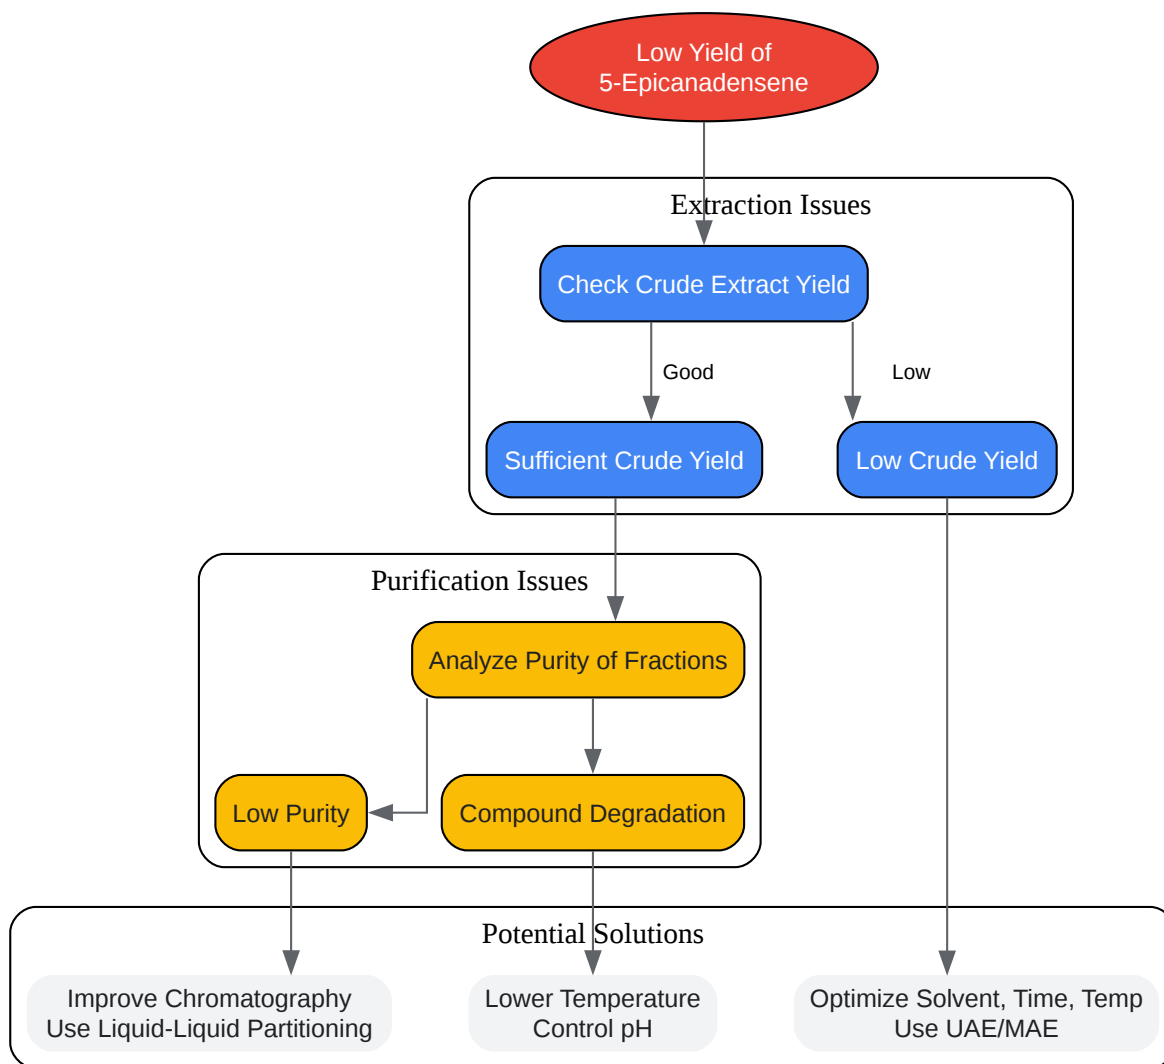 Low Yield of
5-Epicanadensene
Extraction Issues
Check Crude Extract Yield
Good
Low
Sufficient Crude Yield
Low Crude Yield
Purification Issues
Analyze Purity of Fractions
Low Purity
Compound Degradation
Potential Solutions
Improve Chromatography
Use Liquid-Liquid Partitioning
Lower Temperature
Control pH
Optimize Solvent, Time, Temp
Use UAE/MAE